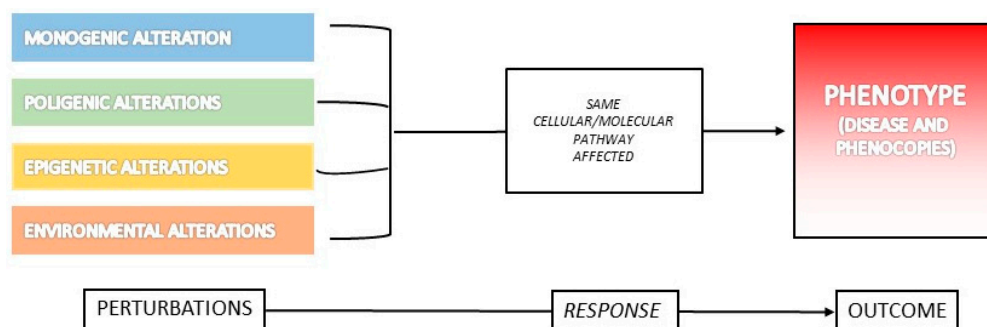 MONOGENIC ALTERATION
POLIGENIC ALTERATIONS
EPIGENETIC ALTERATIONS
ENVIRONMENTAL ALTERATIONS
SAME
CELLULAR/MOLECULAR
PATHWAY
AFFECTED
PHENOTYPE
(DISEASE AND
PHENOCOPIES)
PERTURBATIONS
RESPONSE
OUTCOME